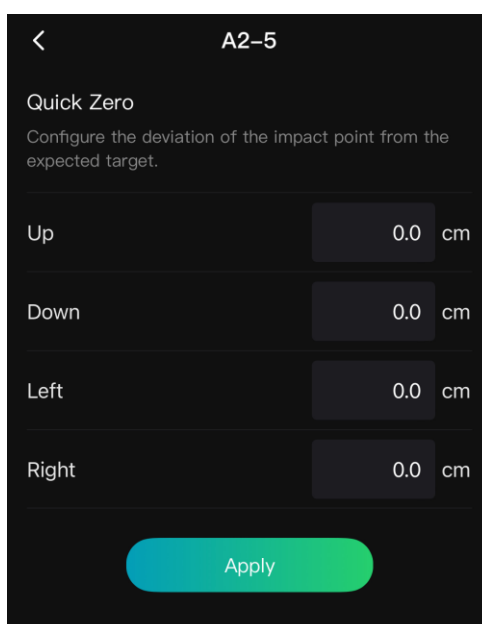 A2-5
Quick Zero
Configure the deviation of the impact point from the
expected target.
Up 0.0 cm
Down 0.0 cm
Left 0.0 cm
Right 0.0 cm
Apply